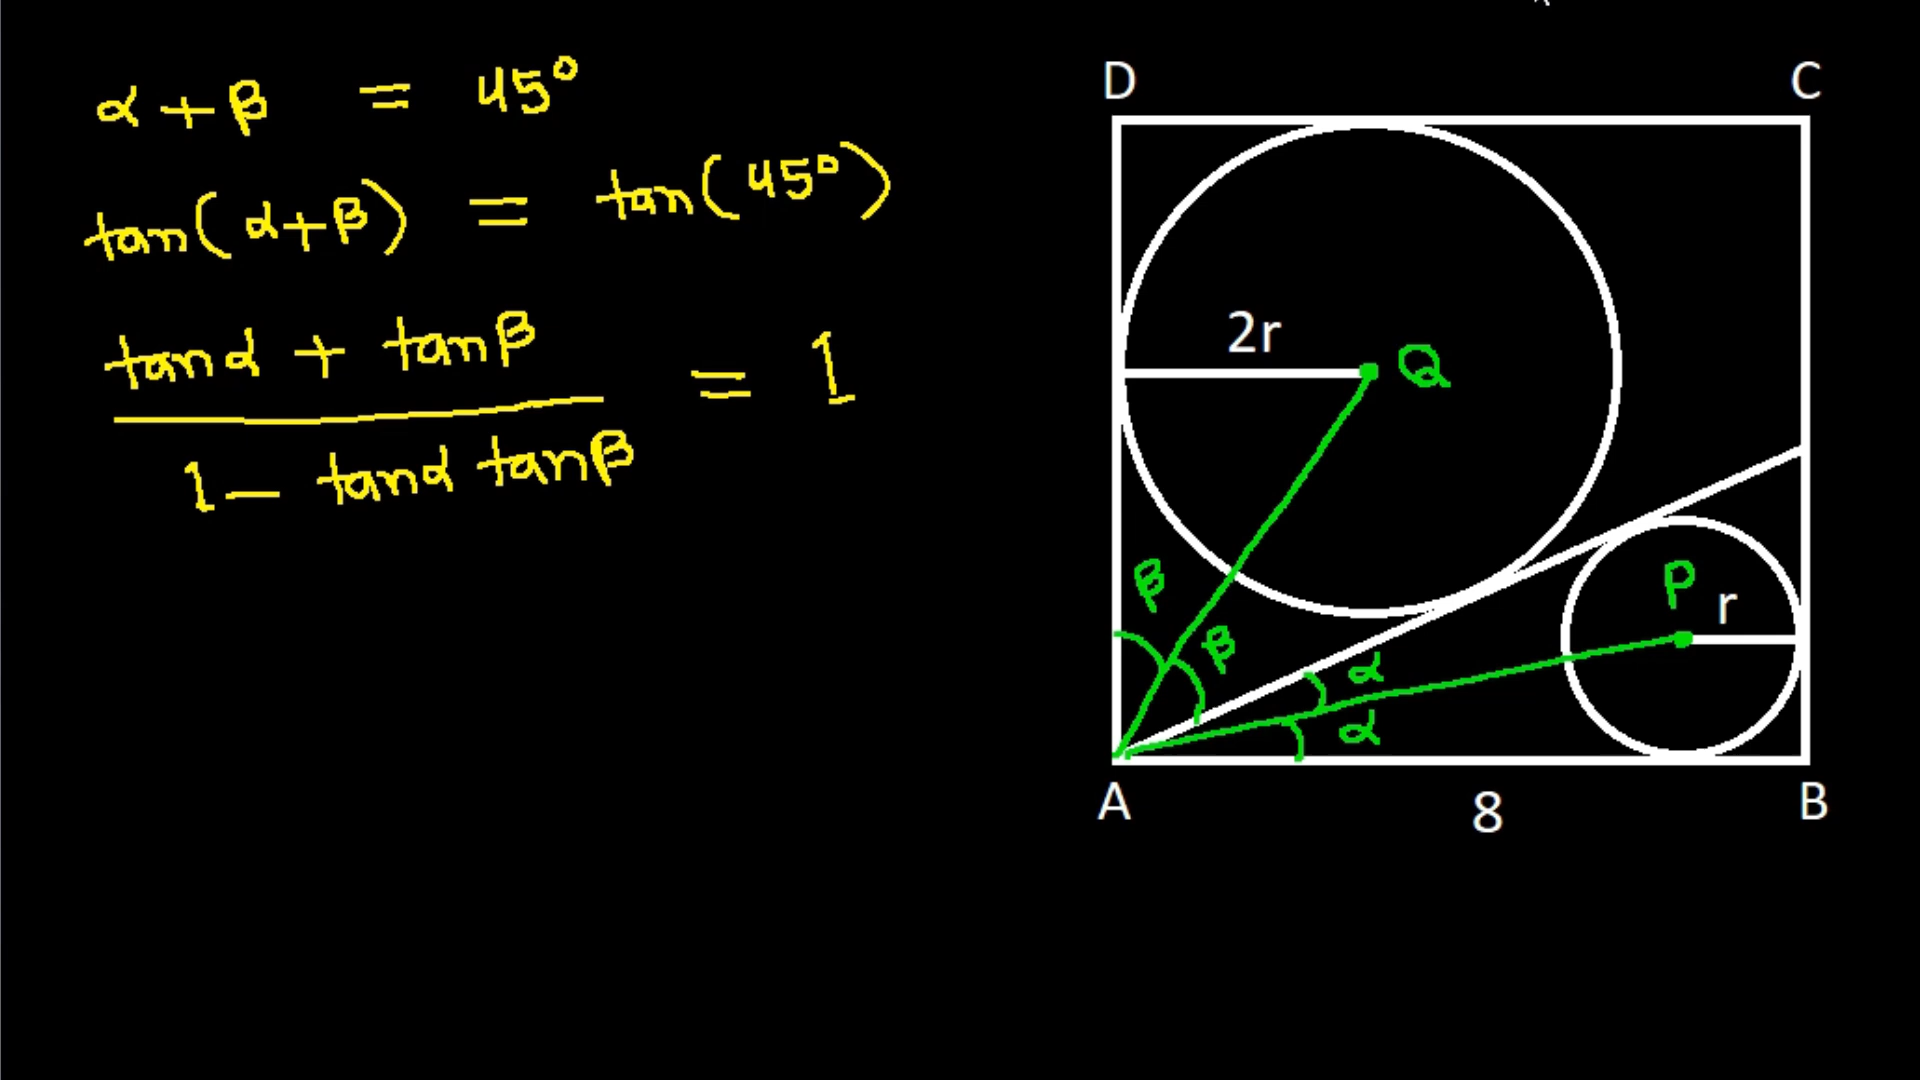 α + β = 45°
tan(α+β) = tan(45°)
tanα + tanβ
= 1
1 - tanα tanβ
D
C
2r
Q
β
β
α
α
P
r
A
8
B